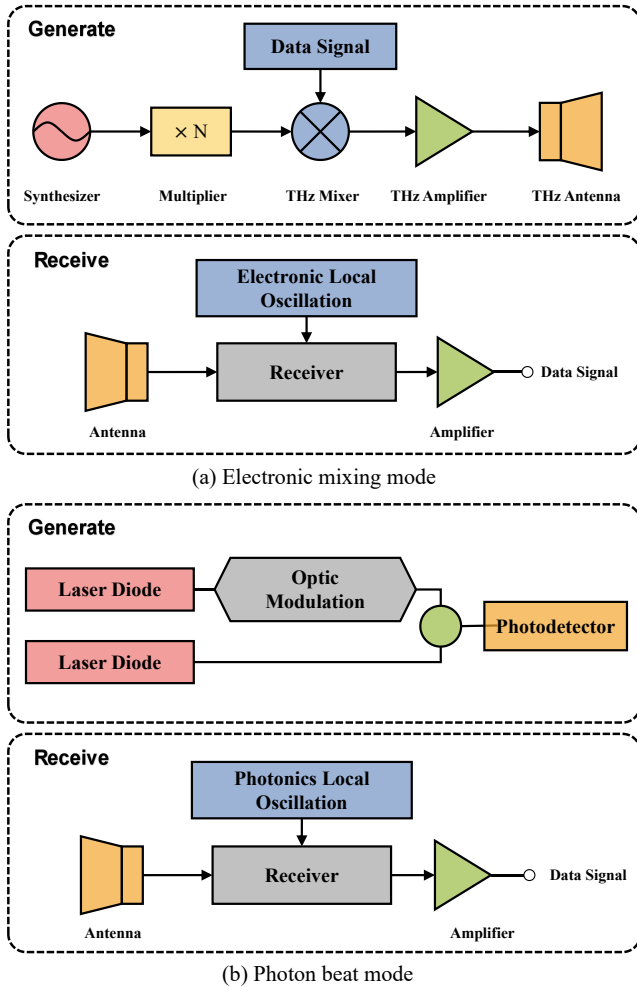 Generate
Data Signal
× N
Synthesizer
Multiplier
THz Mixer
THz Amplifier
THz Antenna
Receive
Electronic Local
Oscillation
Receiver
Data Signal
Antenna
Amplifier
(a) Electronic mixing mode
Generate
Optic
Modulation
Laser Diode
Photodetector
Laser Diode
Receive
Photonics Local
Oscillation
Receiver
Data Signal
Antenna
Amplifier
(b) Photon beat mode